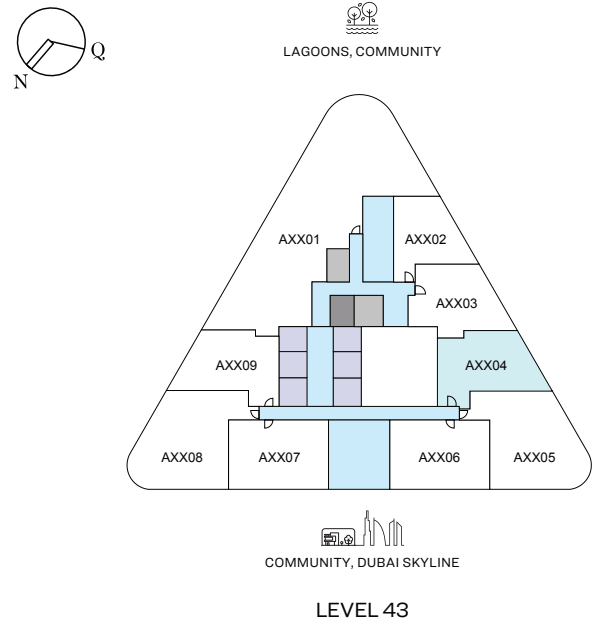 Q
N
LAGOONS, COMMUNITY
AXX01
AXX02
AXX03
AXX09
AXX04
AXX08
AXX07
AXX06
AXX05
COMMUNITY, DUBAI SKYLINE
LEVEL 43